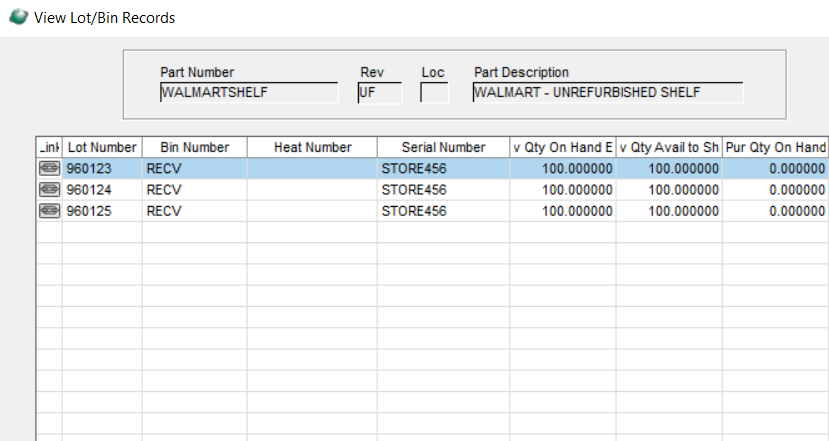 View Lot/Bin Records
Part Number Rev Loc Part Description
WALMARTSHELF UF WALMART - UNREFURBISHED SHELF
Link Lot Number Bin Number Heat Number Serial Number v Qty On Hand E v Qty Avail to Sh Pur Qty On Hand
960123 RECV STORE456 100.000000 100.000000 0.000000
960124 RECV STORE456 100.000000 100.000000 0.000000
960125 RECV STORE456 100.000000 100.000000 0.000000